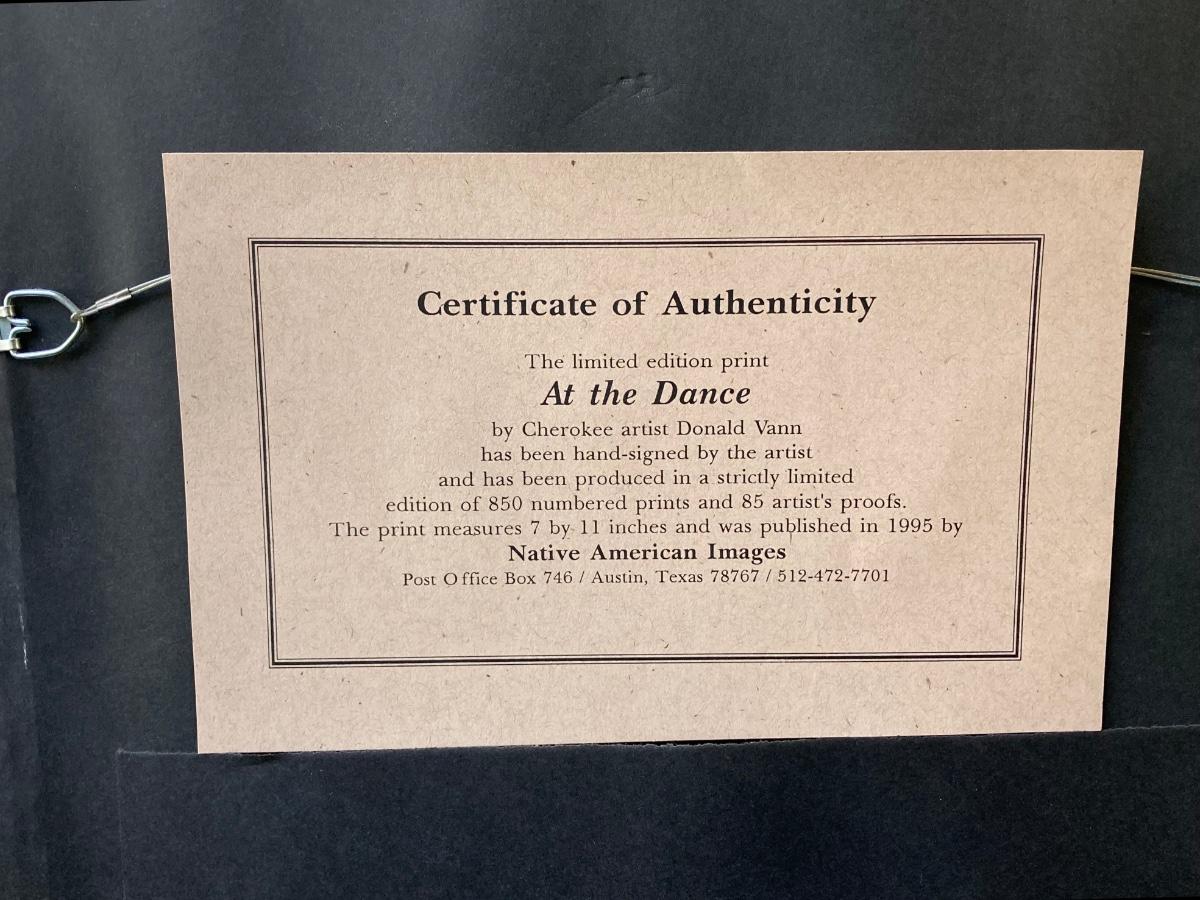 Certificate of Authenticity
The limited edition print
At the Dance
by Cherokee artist Donald Vann
has been hand-signed by the artist
and has been produced in a strictly limited
edition of 850 numbered prints and 85 artist's proofs.
The print measures 7 by 11 inches and was published in 1995 by
Native American Images
Post Office Box 746 / Austin, Texas 78767 / 512-472-7701